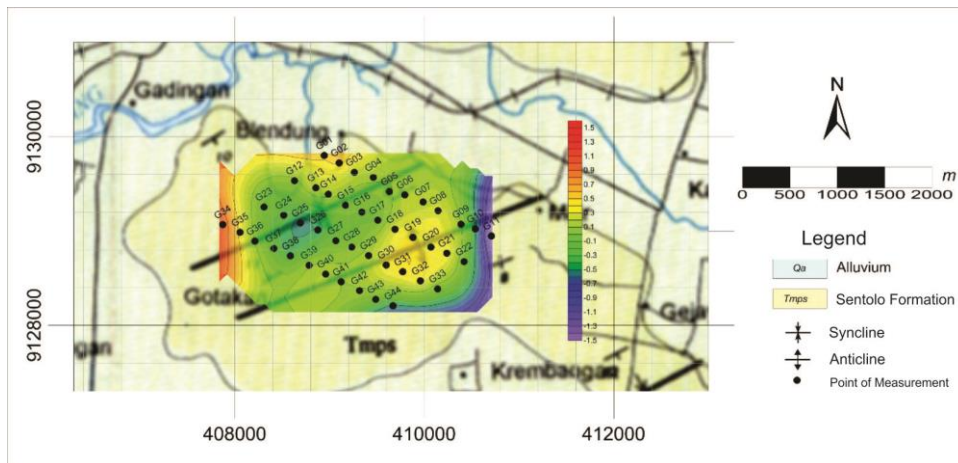 Gadingan
Blendung
G01
G02
G03
G04
G05
G06
G07
G08
G09
G10
G11
G12
G13
G14
G15
G16
G17
G18
G19
G20
G21
G22
G23
G24
G25
G26
G27
G28
G29
G30
G31
G32
G33
G34
G35
G36
G37
G38
G39
G40
G41
G42
G43
G44
Gotaka
Tmps
Krembangan
Geja
gan
9130000
9128000
408000
410000
412000
1.5
1.3
1.1
0.9
0.7
0.5
0.3
0.1
-0.1
-0.3
-0.5
-0.7
-0.9
-1.1
-1.3
-1.5
N
m
0 500 1000 1500 2000
Legend
Qa Alluvium
Tmps Sentolo Formation
Syncline
Anticline
Point of Measurement